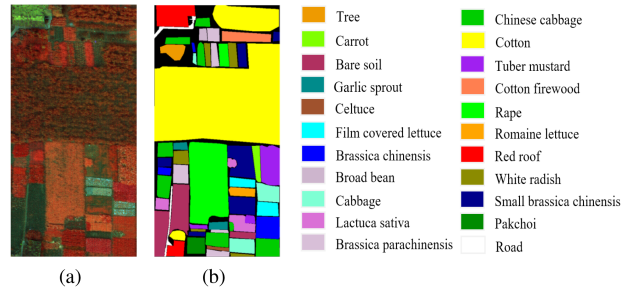 Tree
Carrot
Bare soil
Garlic sprout
Celtuce
Film covered lettuce
Brassica chinensis
Broad bean
Cabbage
Lactuca sativa
Brassica parachinensis
Chinese cabbage
Cotton
Tuber mustard
Cotton firewood
Rape
Romaine lettuce
Red roof
White radish
Small brassica chinensis
Pakchoi
Road
(a)
(b)